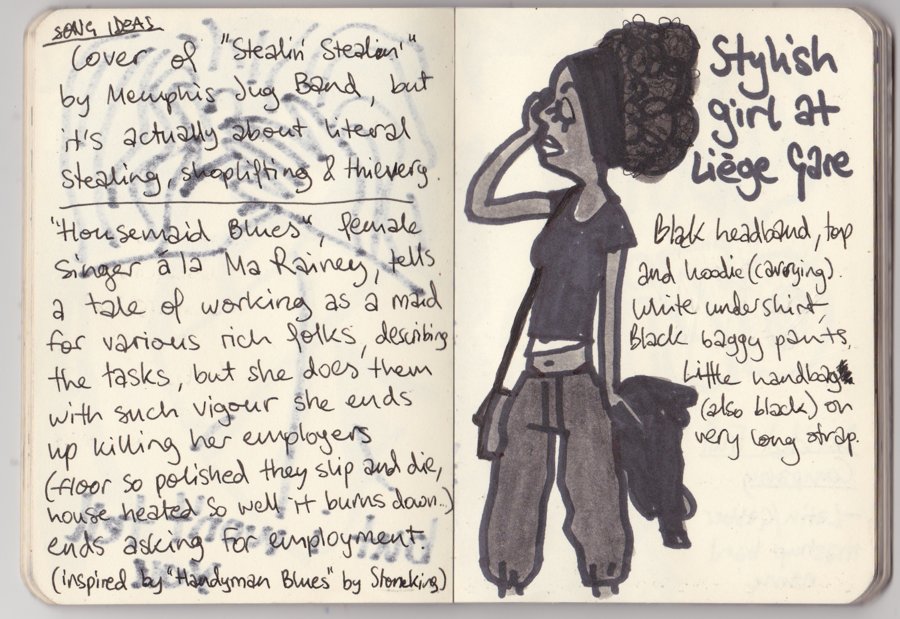 SONG IDEAS
Cover of "Stealin' Stealin'"
by Memphis Jug Band, but
it's actually about literal
stealing, shoplifting & thievery.
"Housemaid Blues", female
singer à la Ma Rainey, tells
a tale of working as a maid
for various rich folks, describing
the tasks, but she does them
with such vigour she ends
up killing her employers
(floor so polished they slip and die,
house heated so well it burns down...)
ends asking for employment.
(inspired by "Handyman Blues" by Stoneking)
Stylish
girl at
Liège Gare
Black headband, top
and hoodie (carrying).
White undershirt,
Black baggy pants,
Little handbag
(also black) on
very long strap.